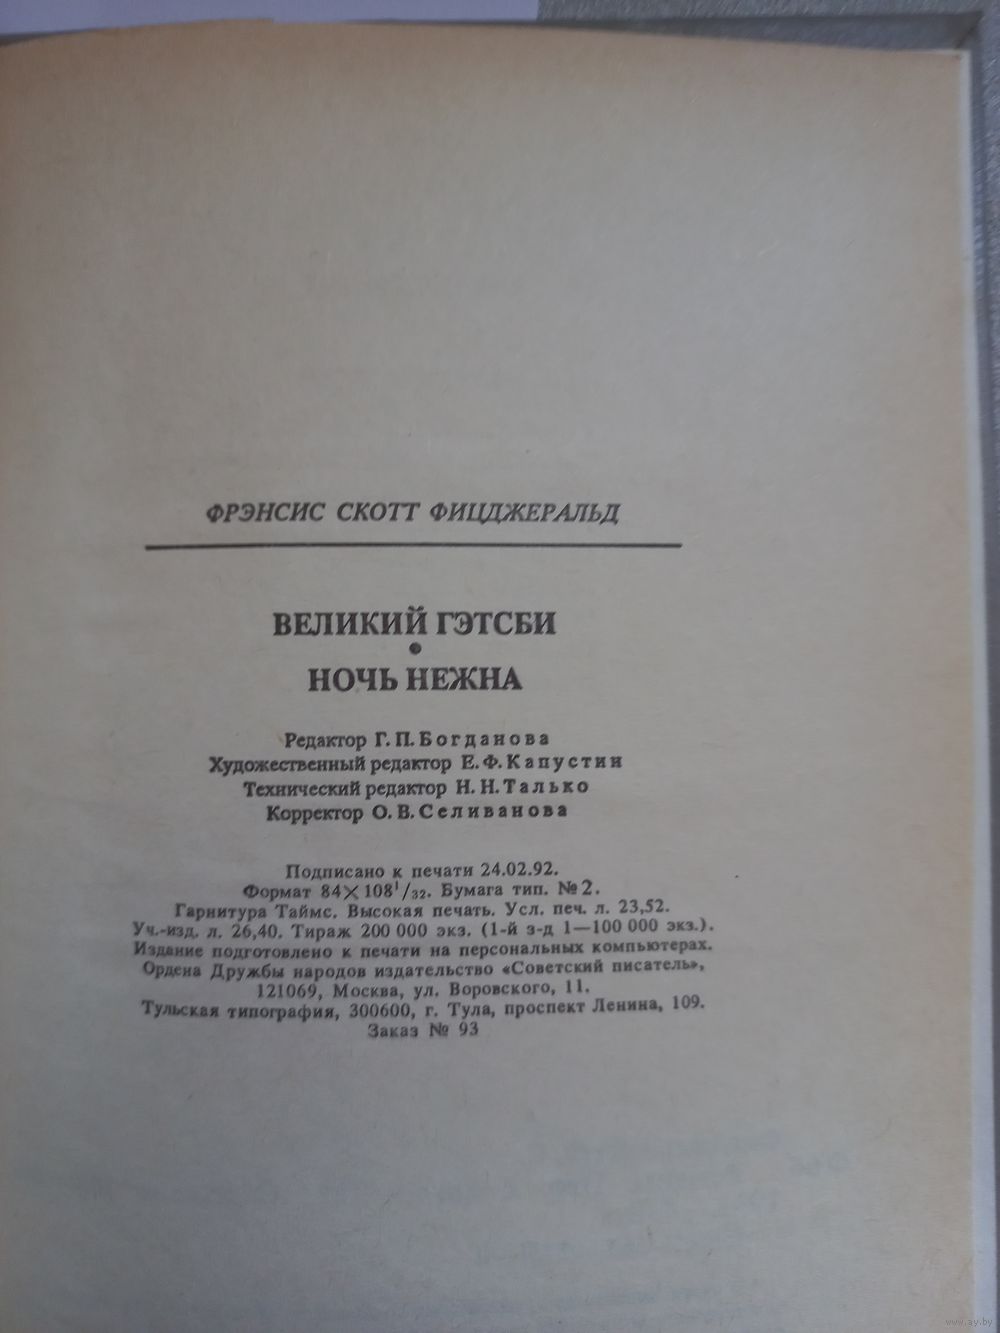 ФРЭНСИС СКОТТ ФИЦДЖЕРАЛЬД
ВЕЛИКИЙ ГЭТСБИ
•
НОЧЬ НЕЖНА
Редактор Г. П. Богданова
Художественный редактор Е. Ф. Капустин
Технический редактор Н. Н. Талько
Корректор О. В. Селиванова
Подписано к печати 24.02.92.
Формат 84×108¹/₃₂. Бумага тип. № 2.
Гарнитура Таймс. Высокая печать. Усл. печ. л. 23,52.
Уч.-изд. л. 26,40. Тираж 200 000 экз. (1-й з-д 1—100 000 экз.).
Издание подготовлено к печати на персональных компьютерах.
Ордена Дружбы народов издательство «Советский писатель»,
121069, Москва, ул. Воровского, 11.
Тульская типография, 300600, г. Тула, проспект Ленина, 109.
Заказ № 93
www.ay.by